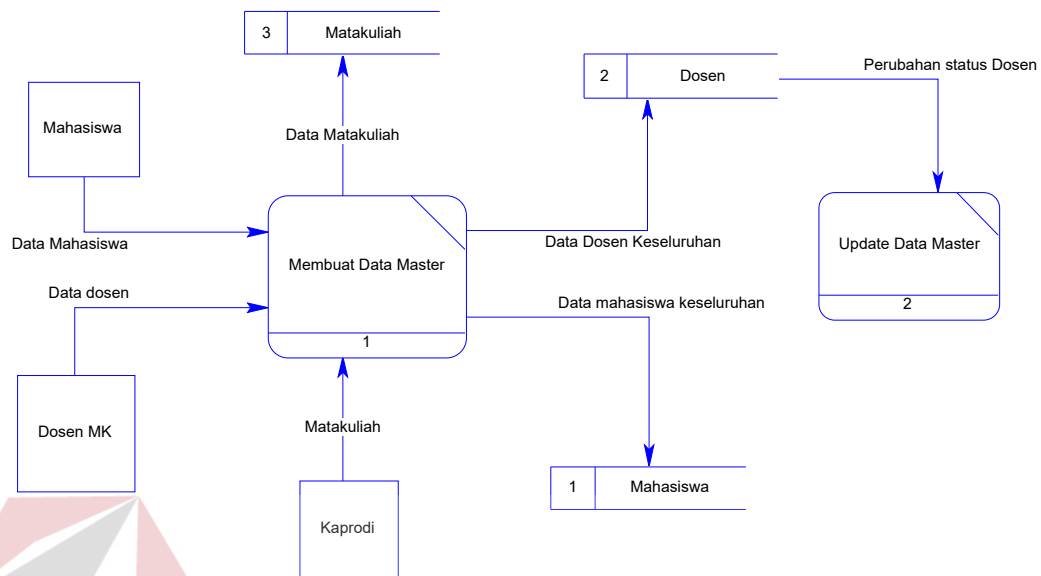 3
Matakuliah
Perubahan status Dosen
2
Dosen
Mahasiswa
Data Matakuliah
Data Mahasiswa
Data Dosen Keseluruhan
Update Data Master
2
Membuat Data Master
1
Data dosen
Data mahasiswa keseluruhan
Dosen MK
Matakuliah
1
Mahasiswa
Kaprodi